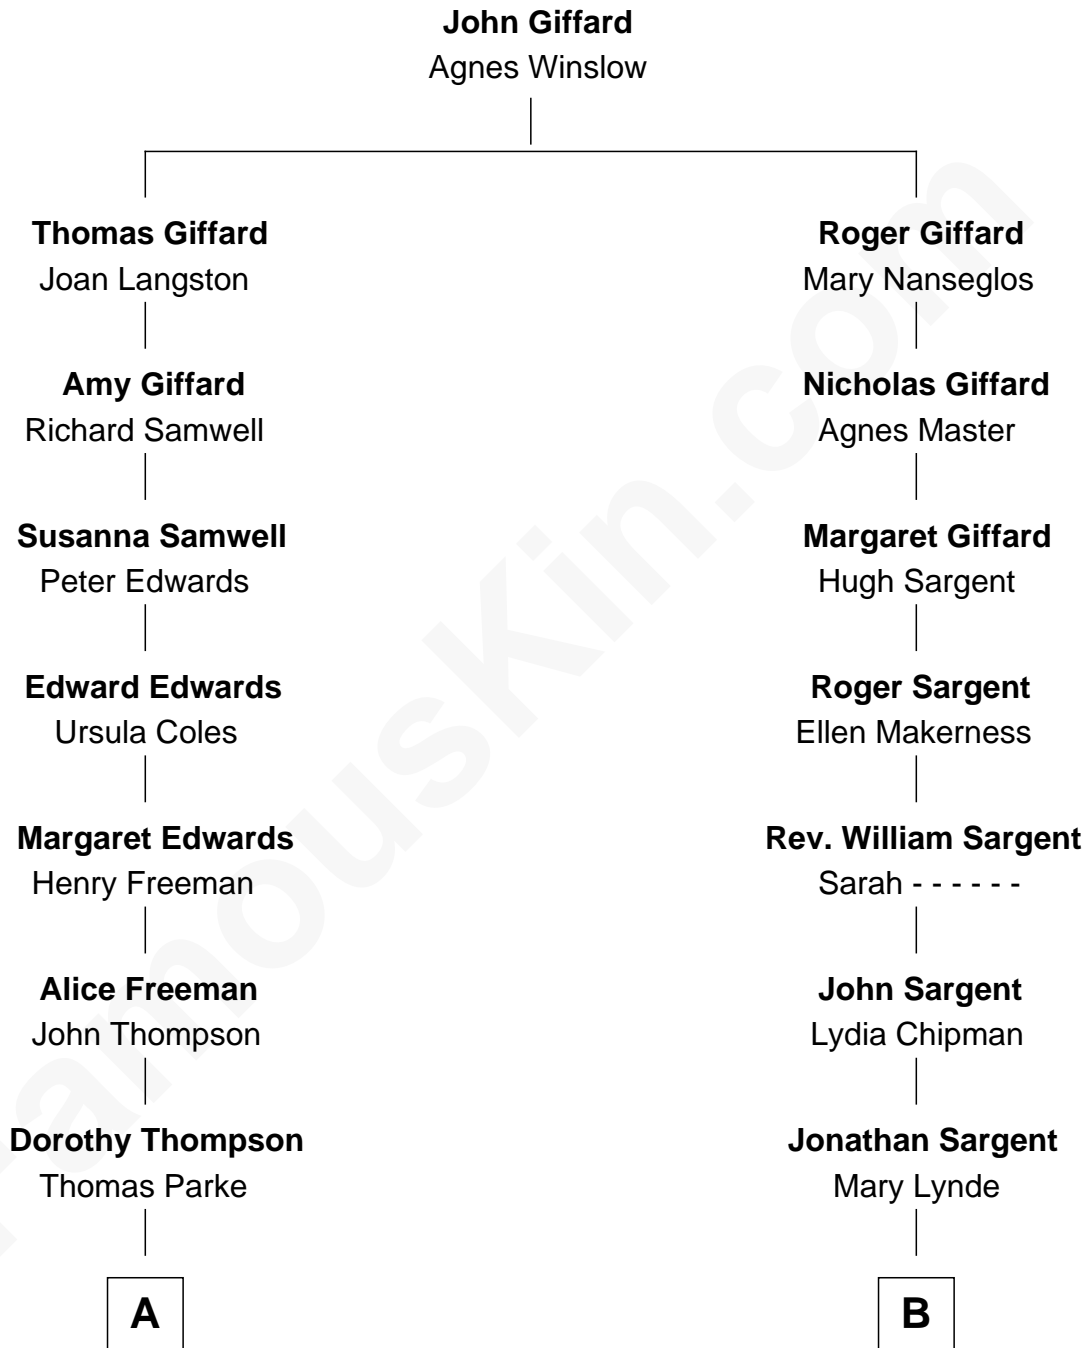 John Giffard
Agnes Winslow
Thomas Giffard
Joan Langston
Roger Giffard
Mary Nanseglos
Amy Giffard
Richard Samwell
Nicholas Giffard
Agnes Master
Susanna Samwell
Peter Edwards
Margaret Giffard
Hugh Sargent
Edward Edwards
Ursula Coles
Roger Sargent
Ellen Makerness
Margaret Edwards
Henry Freeman
Rev. William Sargent
Sarah - - - - - -
Alice Freeman
John Thompson
John Sargent
Lydia Chipman
Dorothy Thompson
Thomas Parke
Jonathan Sargent
Mary Lynde
A
B
FamousKin.com